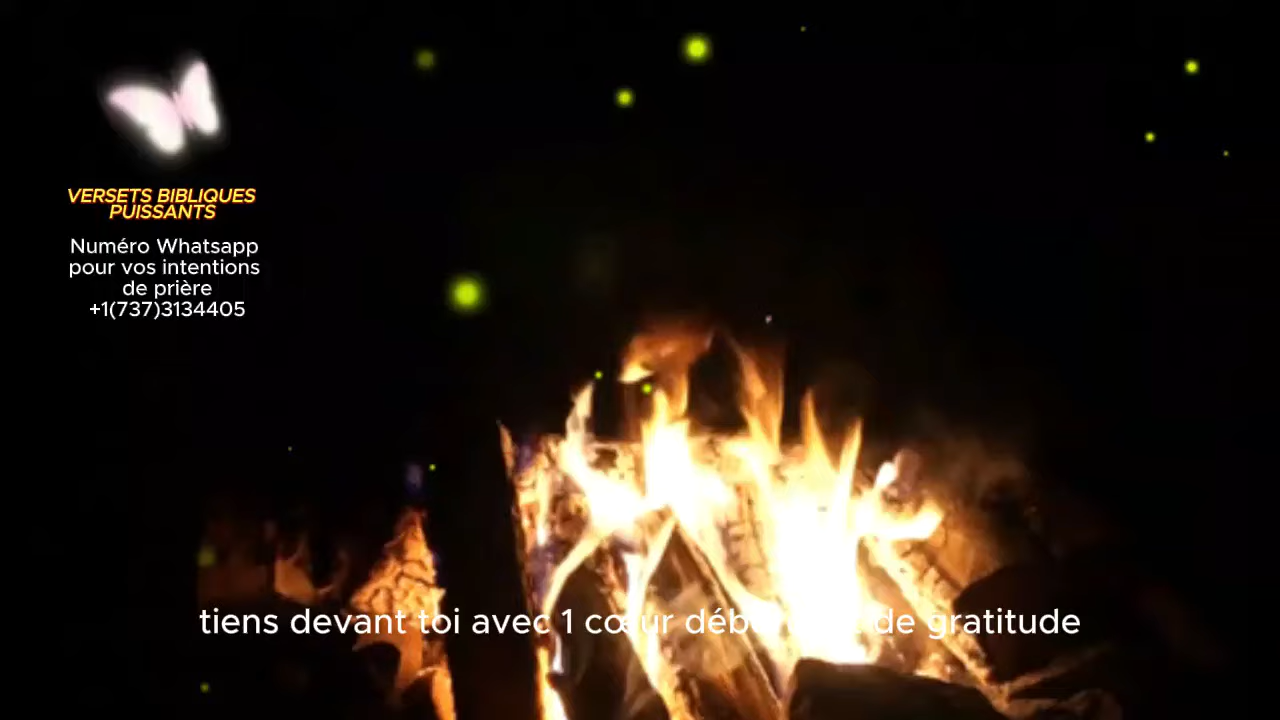 VERSETS BIBLIQUES
PUISSANTS
Numéro Whatsapp
pour vos intentions
de prière
+1(737)3134405
tiens devant toi avec 1 cœur de gratitude